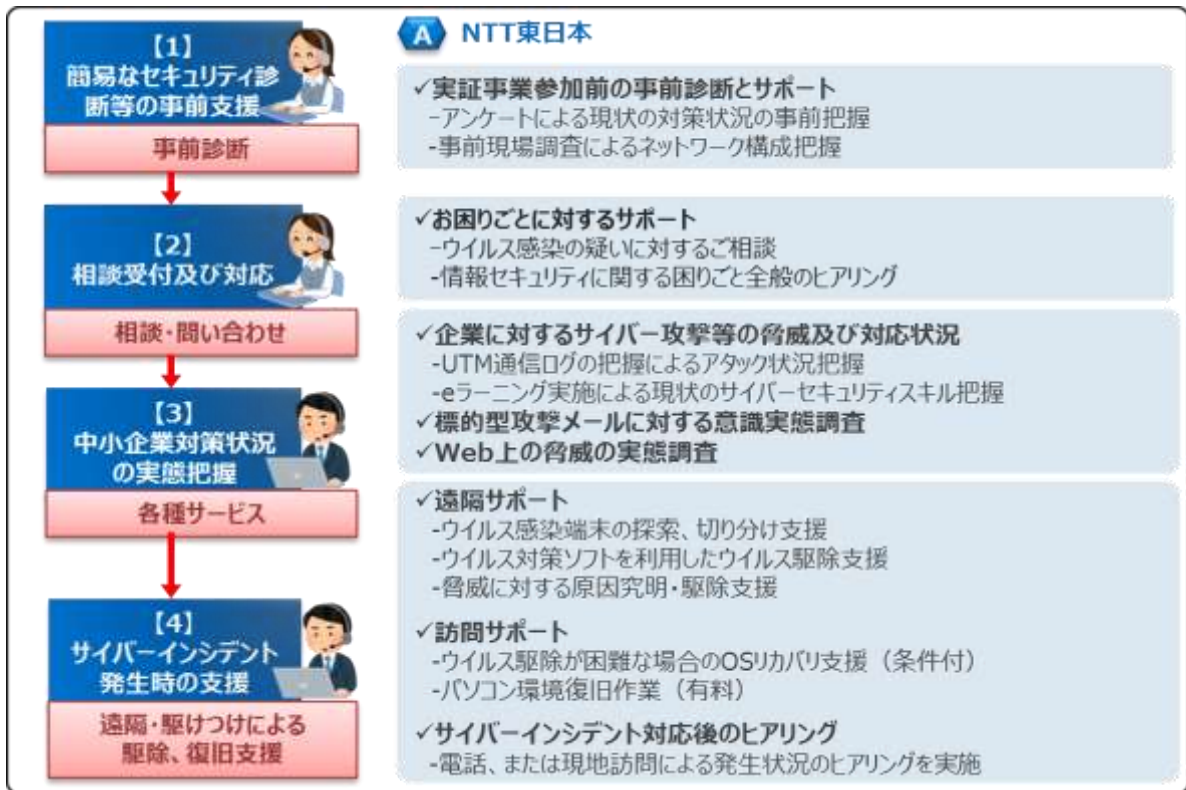 【1】
簡易なセキュリティ診
断等の事前支援
事前診断
【2】
相談受付及び対応
相談・問い合わせ
【3】
中小企業対策状況
の実態把握
各種サービス
【4】
サイバーインシデント
発生時の支援
遠隔・駆けつけによる
駆除、復旧支援
A NTT東日本
✓実証事業参加前の事前診断とサポート
-アンケートによる現状の対策状況の事前把握
-事前現場調査によるネットワーク構成把握
✓お困りごとに対するサポート
-ウイルス感染の疑いに対するご相談
-情報セキュリティに関する困りごと全般のヒアリング
✓企業に対するサイバー攻撃等の脅威及び対応状況
-UTM通信ログの把握によるアタック状況把握
-eラーニング実施による現状のサイバーセキュリティスキル把握
✓標的型攻撃メールに対する意識実態調査
✓Web上の脅威の実態調査
✓遠隔サポート
-ウイルス感染端末の探索、切り分け支援
-ウイルス対策ソフトを利用したウイルス駆除支援
-脅威に対する原因究明・駆除支援
✓訪問サポート
-ウイルス駆除が困難な場合のOSリカバリ支援（条件付）
-パソコン環境復旧作業（有料）
✓サイバーインシデント対応後のヒアリング
-電話、または現地訪問による発生状況のヒアリングを実施